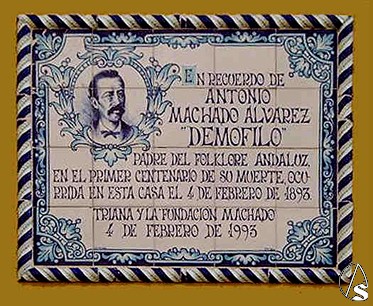 EN RECUERDO DE
ANTONIO
MACHADO ALVAREZ
"DEMOFILO"
PADRE DEL FOLKLORE ANDALUZ,
EN EL PRIMER CENTENARIO DE SU MUERTE, OCU-
RRIDA EN ESTA CASA EL 4 DE FEBRERO DE 1893.
TRIANA Y LA FUNDACIÓN MACHADO
4 DE FEBRERO DE 1993